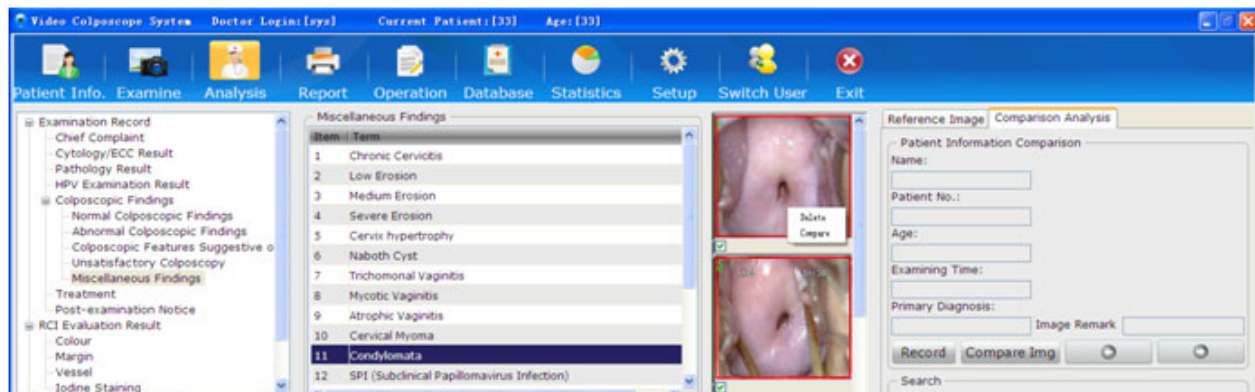 Video Colposcope System Doctor Login:[sys] Current Patient:[33] Age:[33]
Patient Info. Examine Analysis Report Operation Database Statistics Setup Switch User Exit
Examination Record
Chief Complaint
Cytology/ECC Result
Pathology Result
HPV Examination Result
Colposcopic Findings
Normal Colposcopic Findings
Abnormal Colposcopic Findings
Colposcopic Features Suggestive o
Unsatisfactory Colposcopy
Miscellaneous Findings
Treatment
Post-examination Notice
RCI Evaluation Result
Colour
Margin
Vessel
Iodine Staining
Miscellaneous Findings
Item Term
1 Chronic Cervicitis
2 Low Erosion
3 Medium Erosion
4 Severe Erosion
5 Cervix hypertrophy
6 Naboth Cyst
7 Trichomonal Vaginitis
8 Mycotic Vaginitis
9 Atrophic Vaginitis
10 Cervical Myoma
11 Condylomata
12 SPI (Subclinical Papillomavirus Infection)
Delete
Compare
Reference Image Comparison Analysis
Patient Information Comparison
Name:
Patient No.:
Age:
Examining Time:
Primary Diagnosis:
Image Remark
Record Compare Img
Search